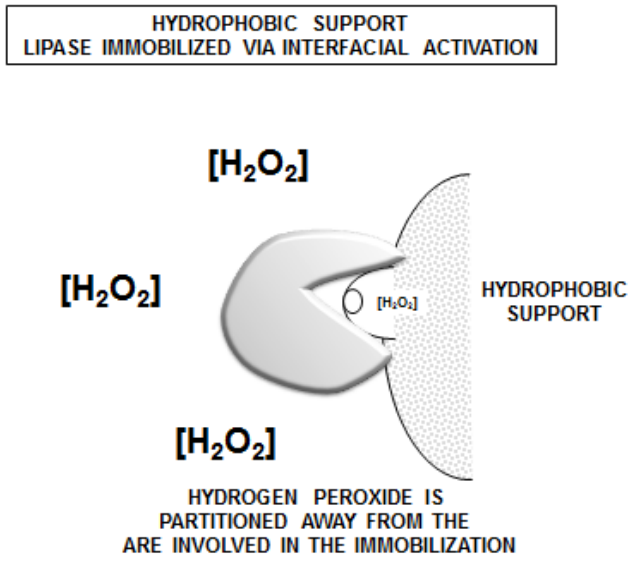 HYDROPHOBIC SUPPORT
LIPASE IMMOBILIZED VIA INTERFACIAL ACTIVATION
[H₂O₂]
[H₂O₂]
[H₂O₂]
HYDROPHOBIC
SUPPORT
[H₂O₂]
HYDROGEN PEROXIDE IS
PARTITIONED AWAY FROM THE
ARE INVOLVED IN THE IMMOBILIZATION